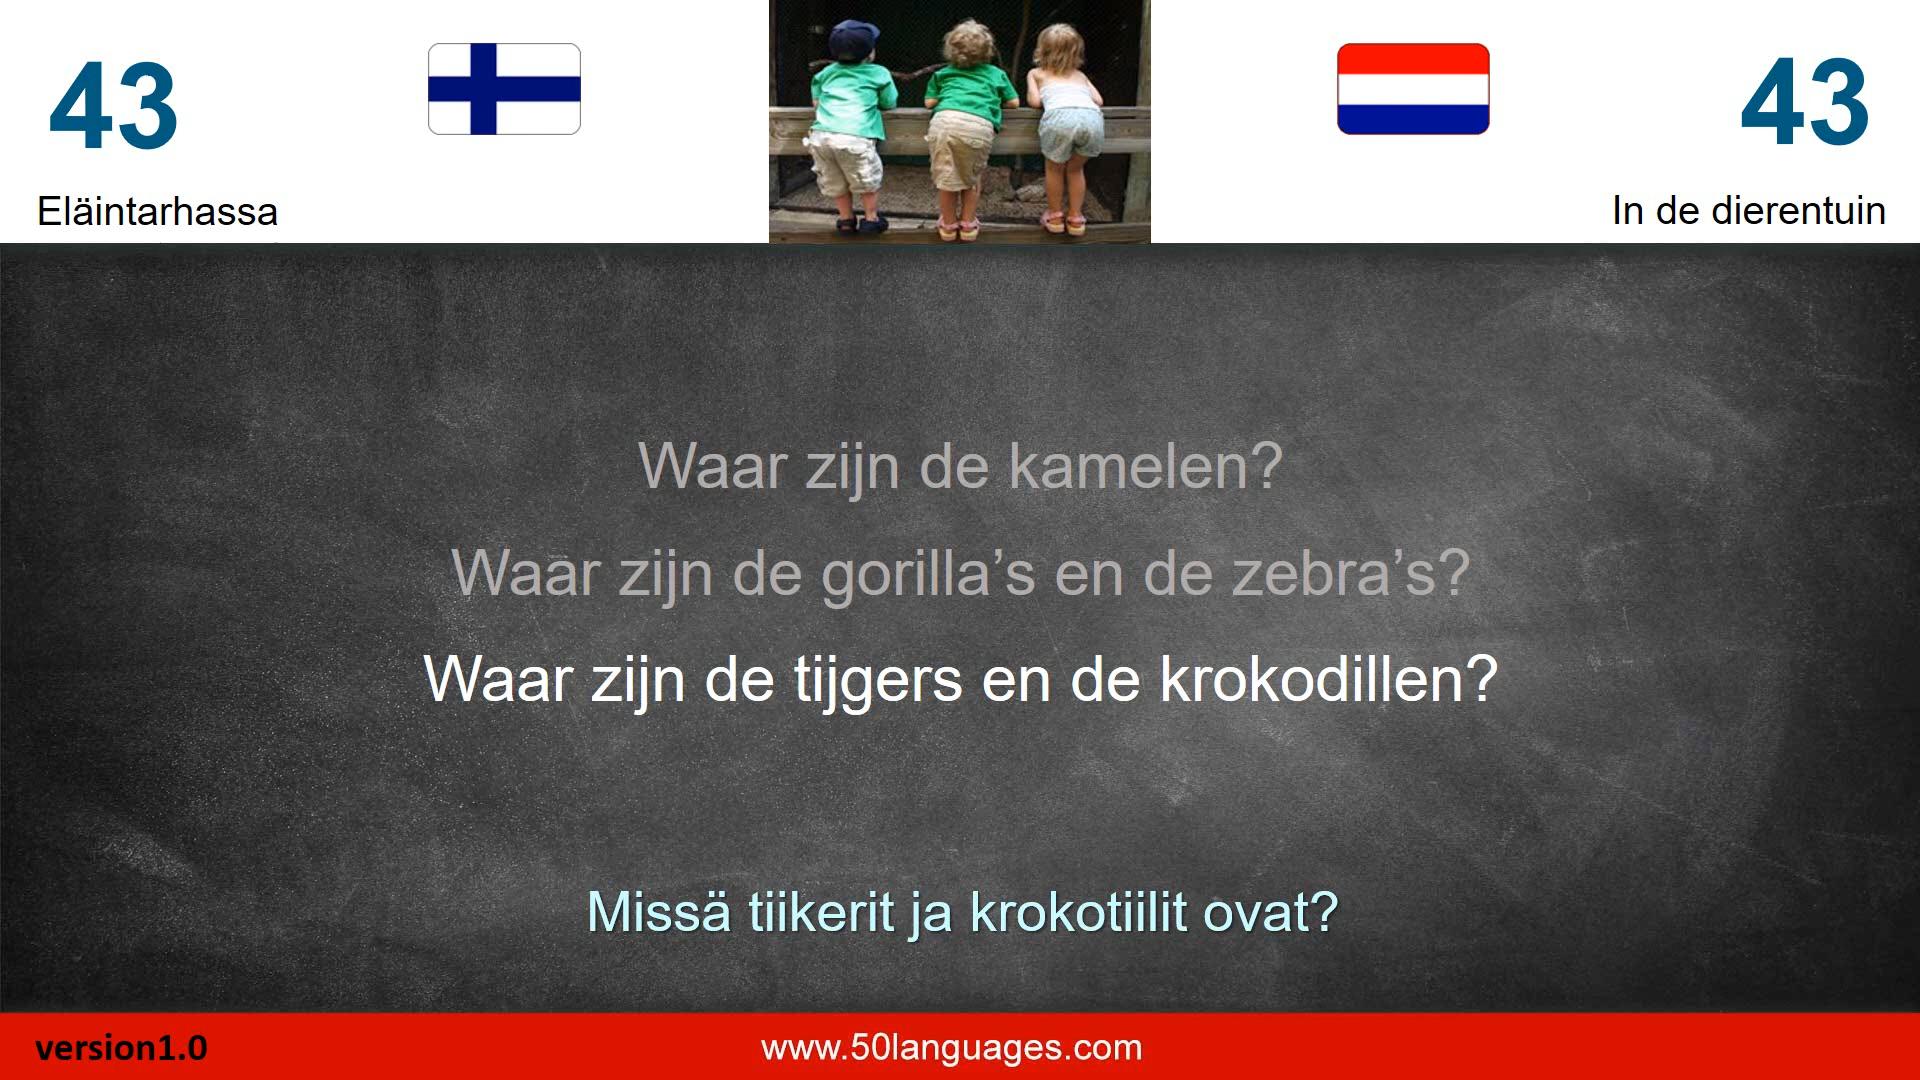 43
43
Eläintarhassa
In de dierentuin
Waar zijn de kamelen?
Waar zijn de gorilla’s en de zebra’s?
Waar zijn de tijgers en de krokodillen?
Missä tiikerit ja krokotiilit ovat?
version1.0
www.50languages.com